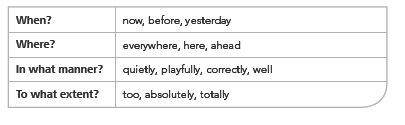 When? now, before, yesterday
Where? everywhere, here, ahead
In what manner? quietly, playfully, correctly, well
To what extent? too, absolutely, totally